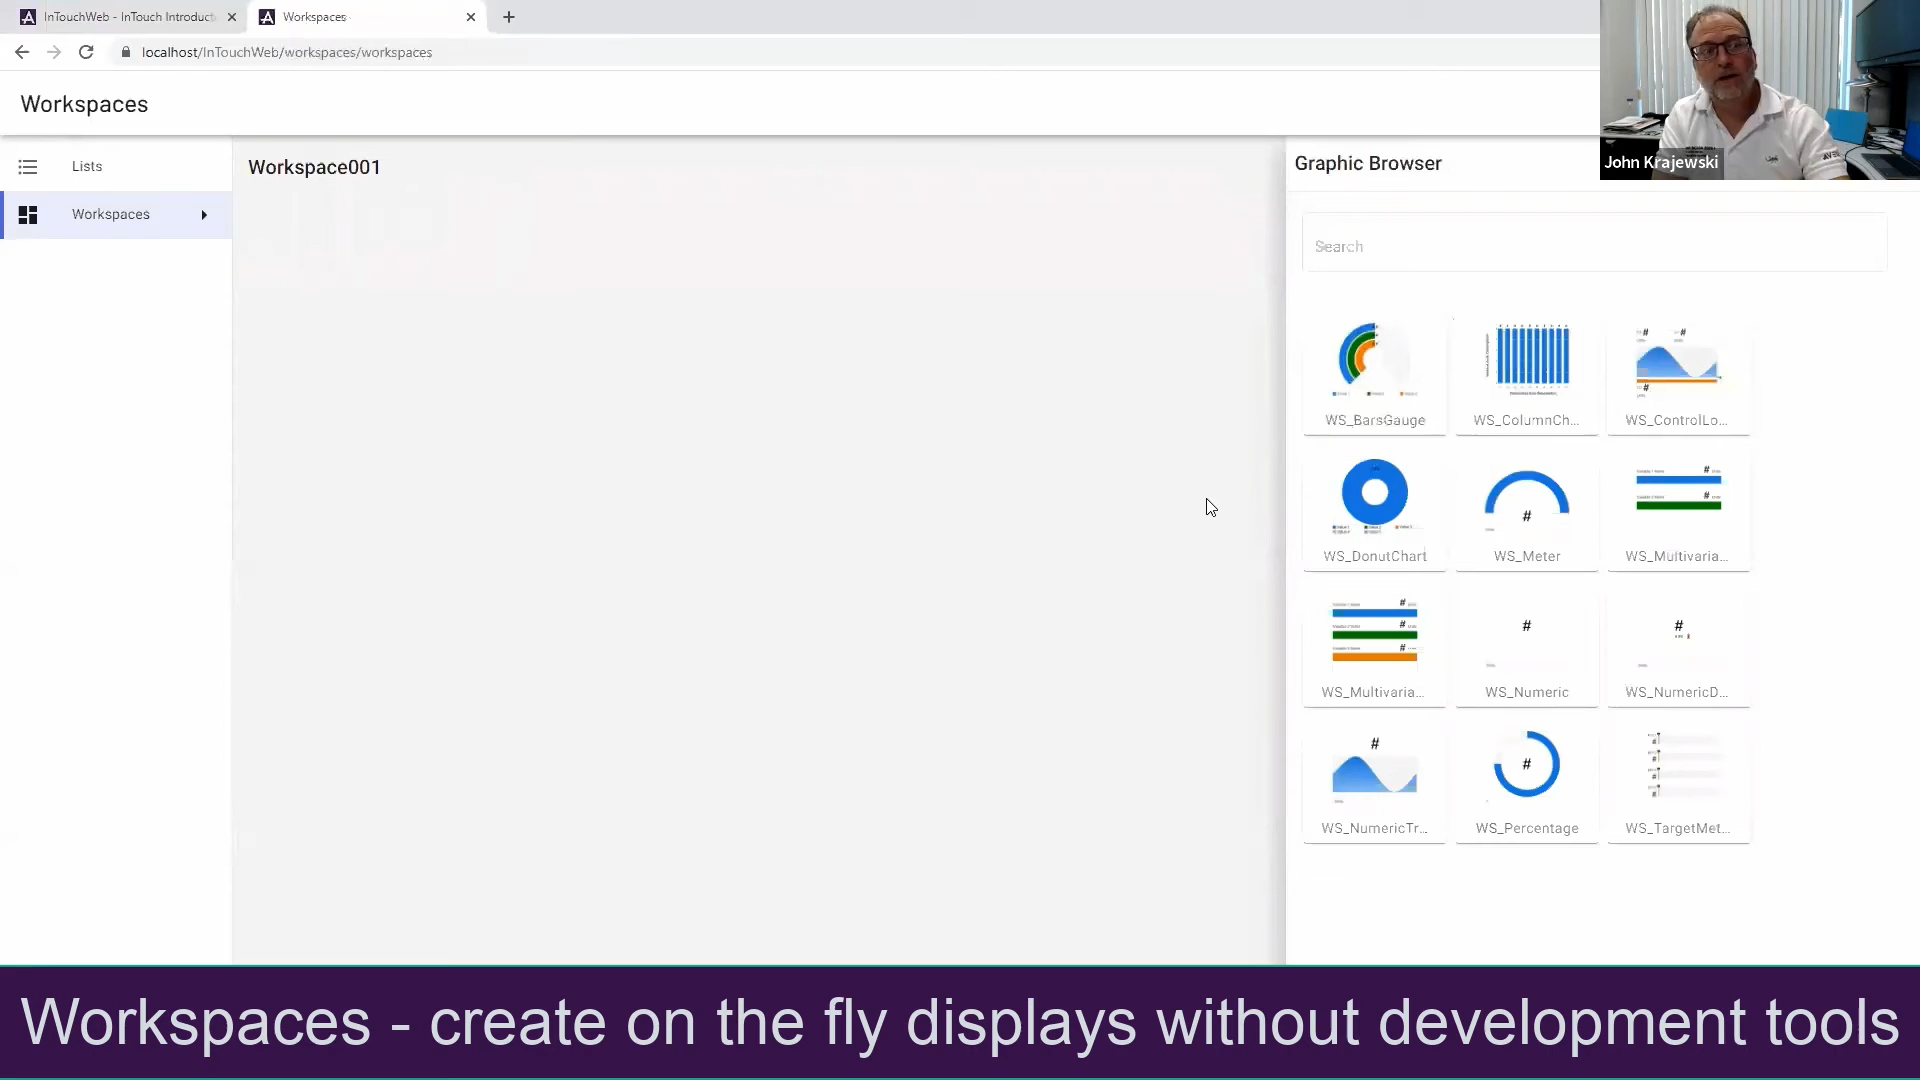 InTouchWeb - InTouch Introduct
Workspaces
localhost/InTouchWeb/workspaces/workspaces
Workspaces
Lists
Workspaces
Workspace001
Graphic Browser
John Krajewski
Search
WS_BarsGauge
WS_ColumnCh...
WS_ControlLo...
WS_DonutChart
WS_Meter
WS_Multivaria...
WS_Multivaria...
WS_Numeric
WS_NumericD...
WS_NumericTr...
WS_Percentage
WS_TargetMet...
Workspaces - create on the fly displays without development tools